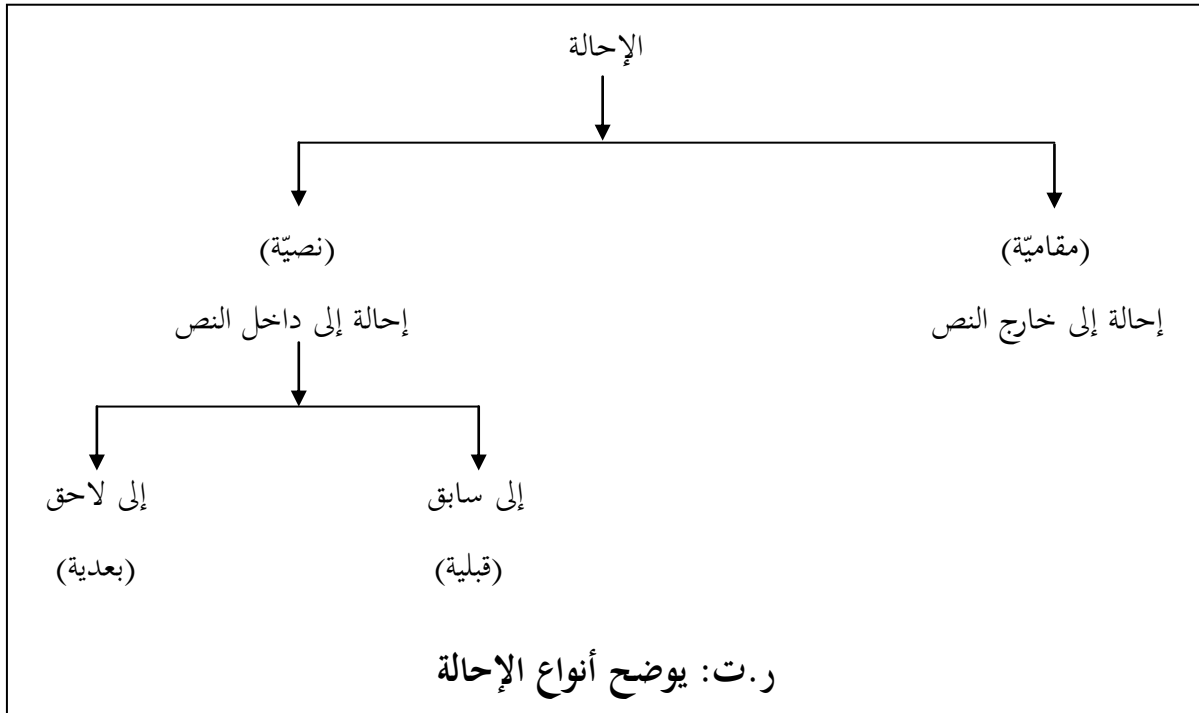 الإحالة
(مقاميّة) (نصيّة)
إحالة إلى خارج النص إحالة إلى داخل النص
إلى سابق إلى لاحق
(قبلية) (بعدية)
ر.ت: يوضح أنواع الإحالة